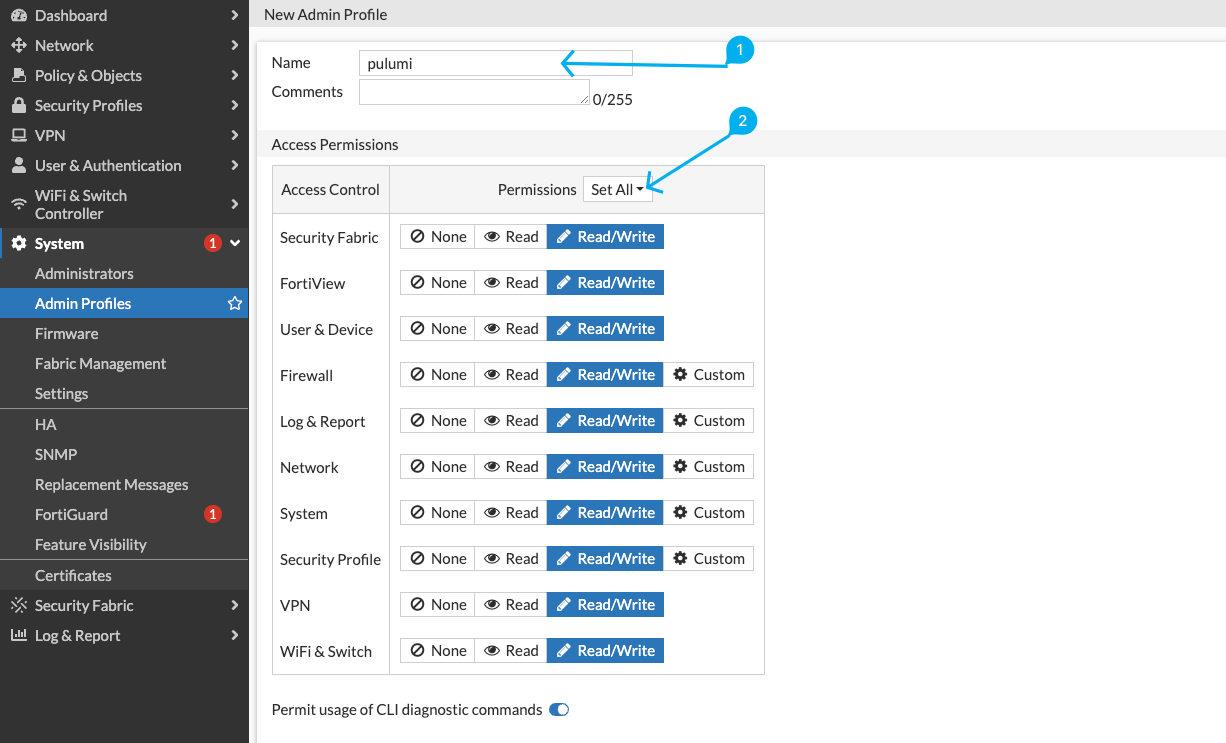 Dashboard
Network
Policy & Objects
Security Profiles
VPN
User & Authentication
WiFi & Switch
Controller
System 1
Administrators
Admin Profiles
Firmware
Fabric Management
Settings
HA
SNMP
Replacement Messages
FortiGuard 1
Feature Visibility
Certificates
Security Fabric
Log & Report
New Admin Profile
Name pulumi 1
Comments 0/255
2
Access Permissions
Access Control Permissions Set All
Security Fabric None Read Read/Write
FortiView None Read Read/Write
User & Device None Read Read/Write
Firewall None Read Read/Write Custom
Log & Report None Read Read/Write Custom
Network None Read Read/Write Custom
System None Read Read/Write Custom
Security Profile None Read Read/Write Custom
VPN None Read Read/Write
WiFi & Switch None Read Read/Write
Permit usage of CLI diagnostic commands